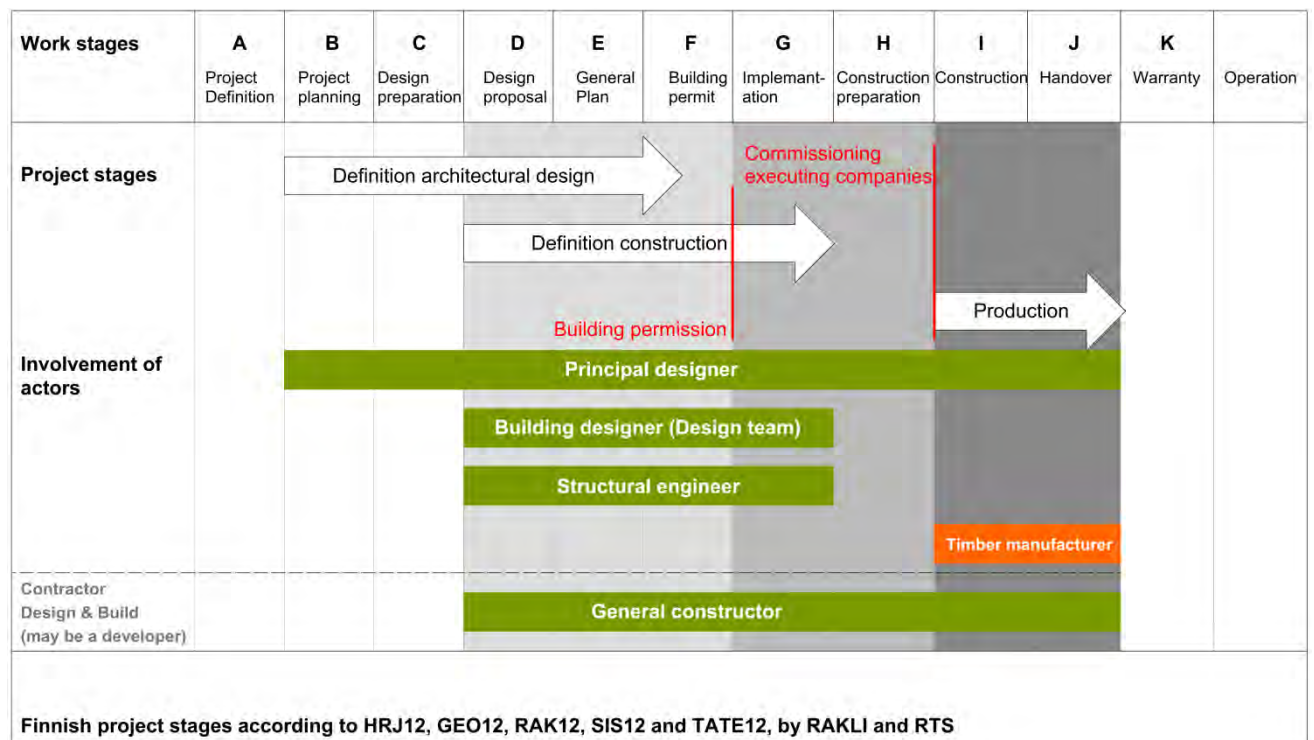 Work stages
A
B
C
D
E
F
G
H
I
J
K
Project
Definition
Project
planning
Design
preparation
Design
proposal
General
Plan
Building
permit
Implemant-
ation
Construction
preparation
Construction
Handover
Warranty
Operation
Project stages
Definition architectural design
Commissioning
executing companies
Definition construction
Production
Building permission
Involvement of
actors
Principal designer
Building designer (Design team)
Structural engineer
Timber manufacturer
Contractor
Design & Build
(may be a developer)
General constructor
Finnish project stages according to HRJ12, GEO12, RAK12, SIS12 and TATE12, by RAKLI and RTS